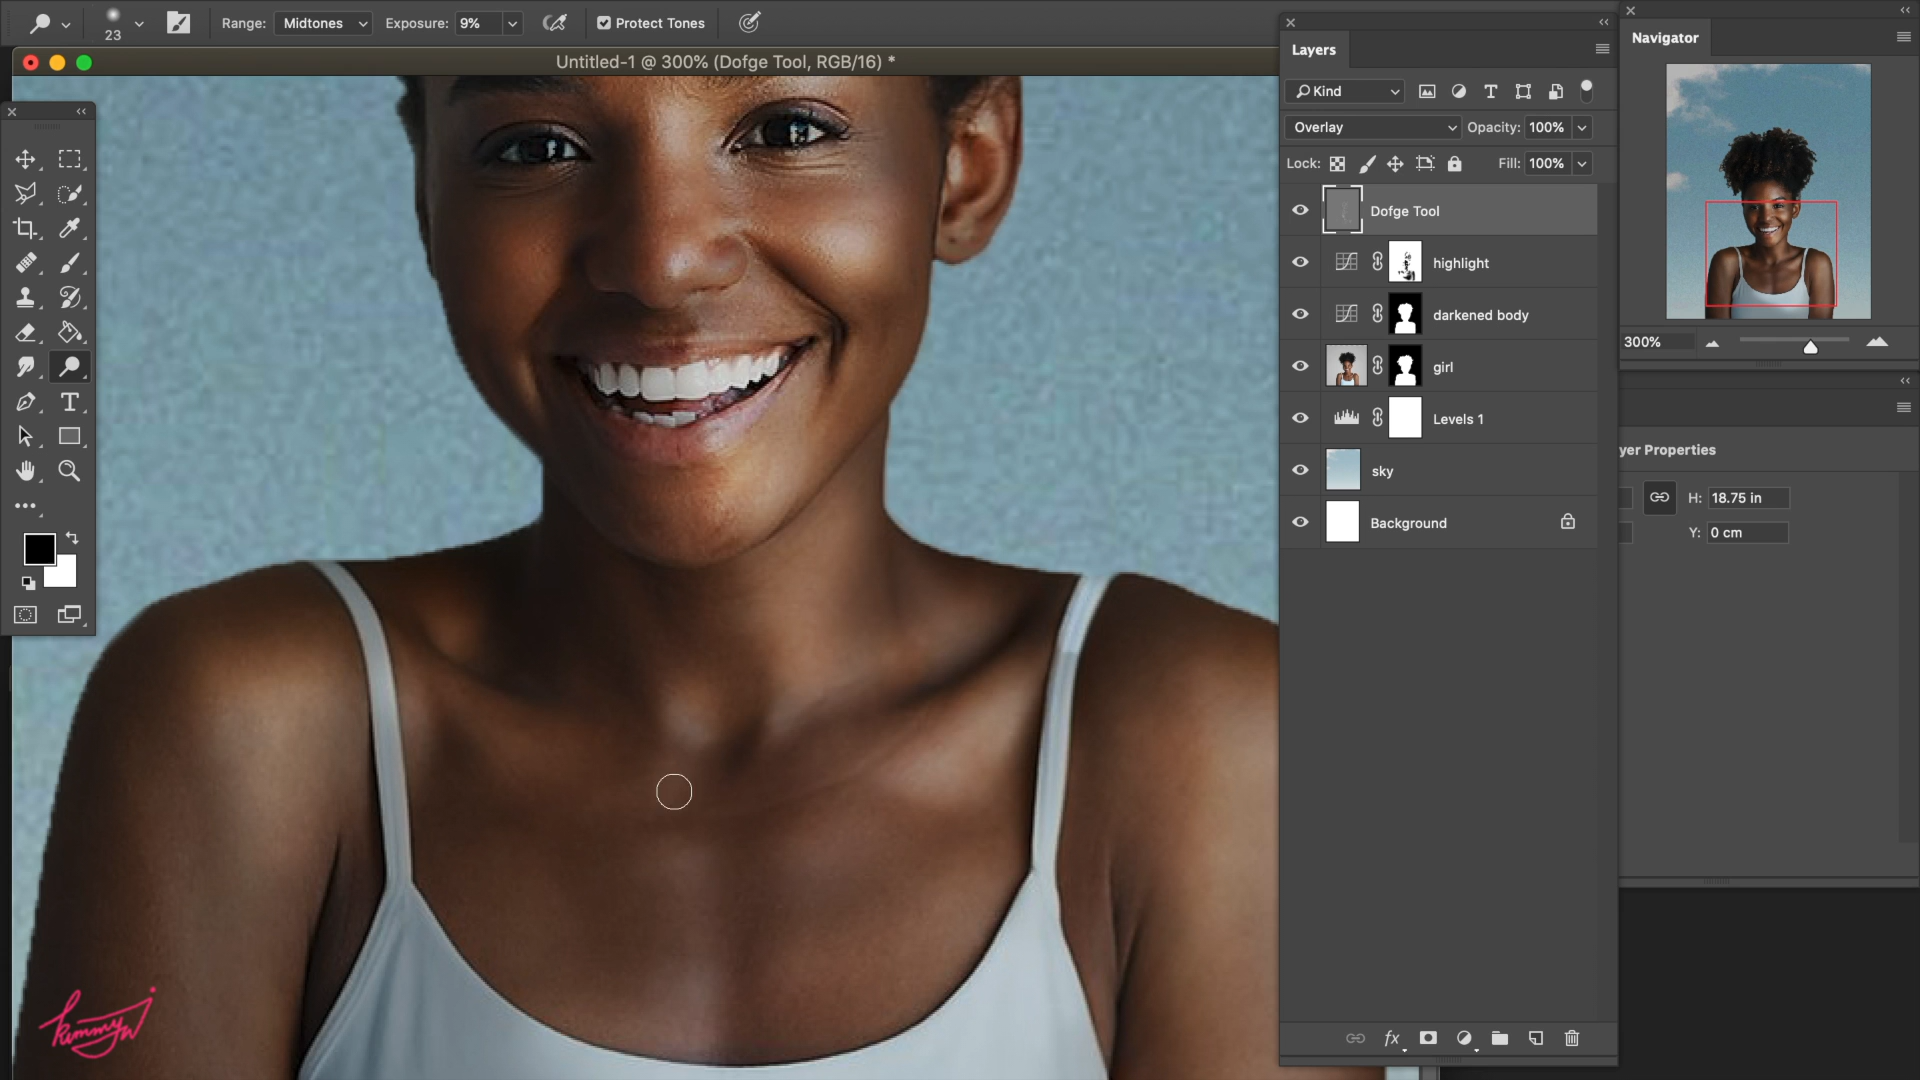 23
Range: Midtones Exposure: 9% Protect Tones
Untitled-1 @ 300% (Dofge Tool, RGB/16) *
Layers
Kind
Overlay Opacity: 100%
Lock: Fill: 100%
Dofge Tool
highlight
darkened body
girl
Levels 1
sky
Background
Navigator
300%
yer Properties
H: 18.75 in
Y: 0 cm
kimmy